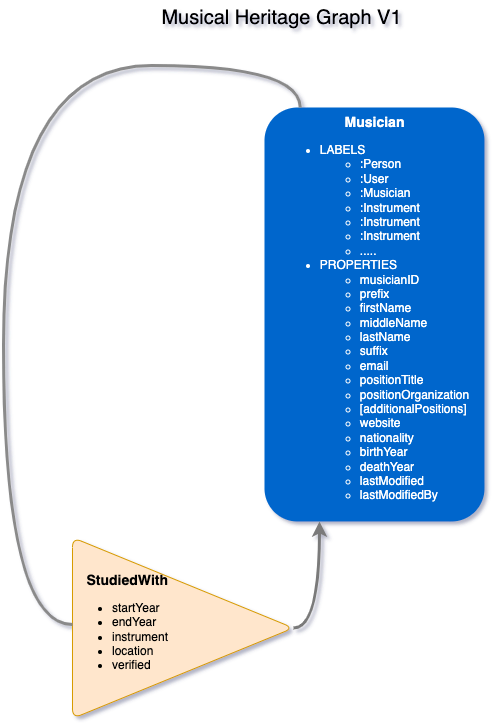 Musical Heritage Graph V1
Musician
LABELS
:Person
:User
:Musician
:Instrument
:Instrument
:Instrument
.....
PROPERTIES
musicianID
prefix
firstName
middleName
lastName
suffix
email
positionTitle
positionOrganization
[additionalPositions]
website
nationality
birthYear
deathYear
lastModified
lastModifiedBy
StudiedWith
startYear
endYear
instrument
location
verified